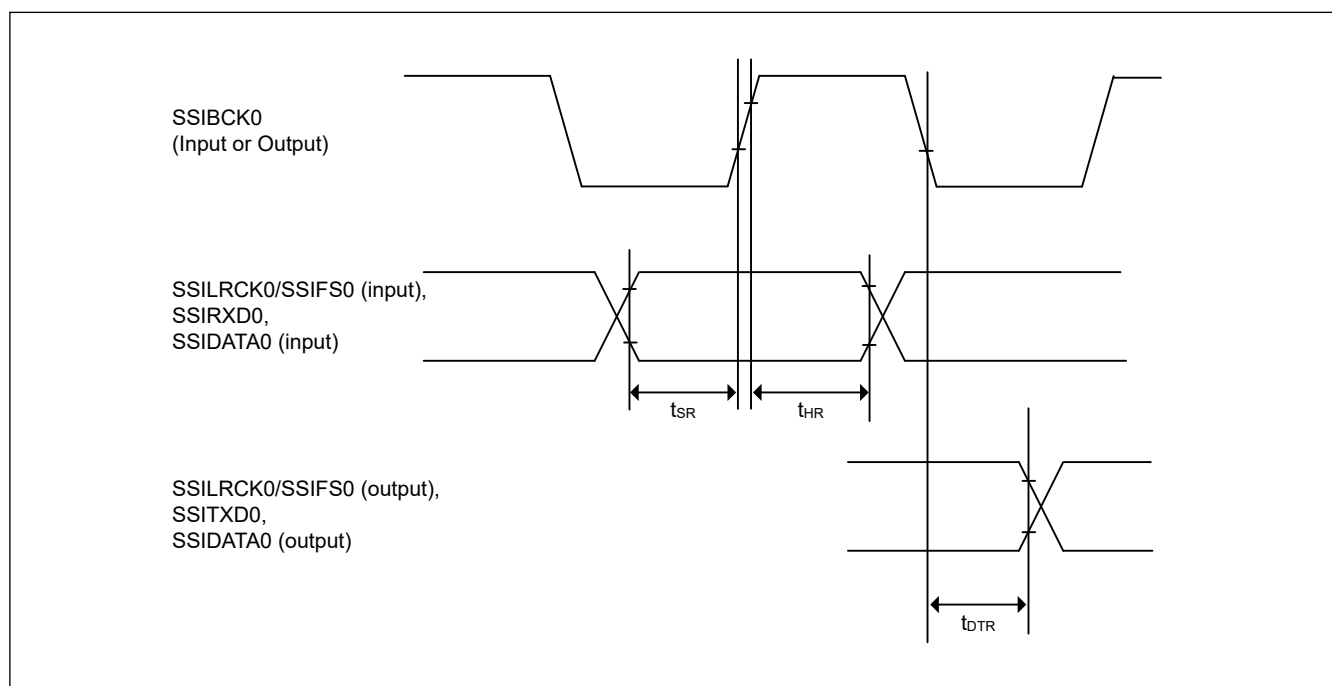 SSIBCK0
(Input or Output)
SSILRCK0/SSIFS0 (input),
SSIRXD0,
SSIDATA0 (input)
tSR
tHR
SSILRCK0/SSIFS0 (output),
SSITXD0,
SSIDATA0 (output)
tDTR